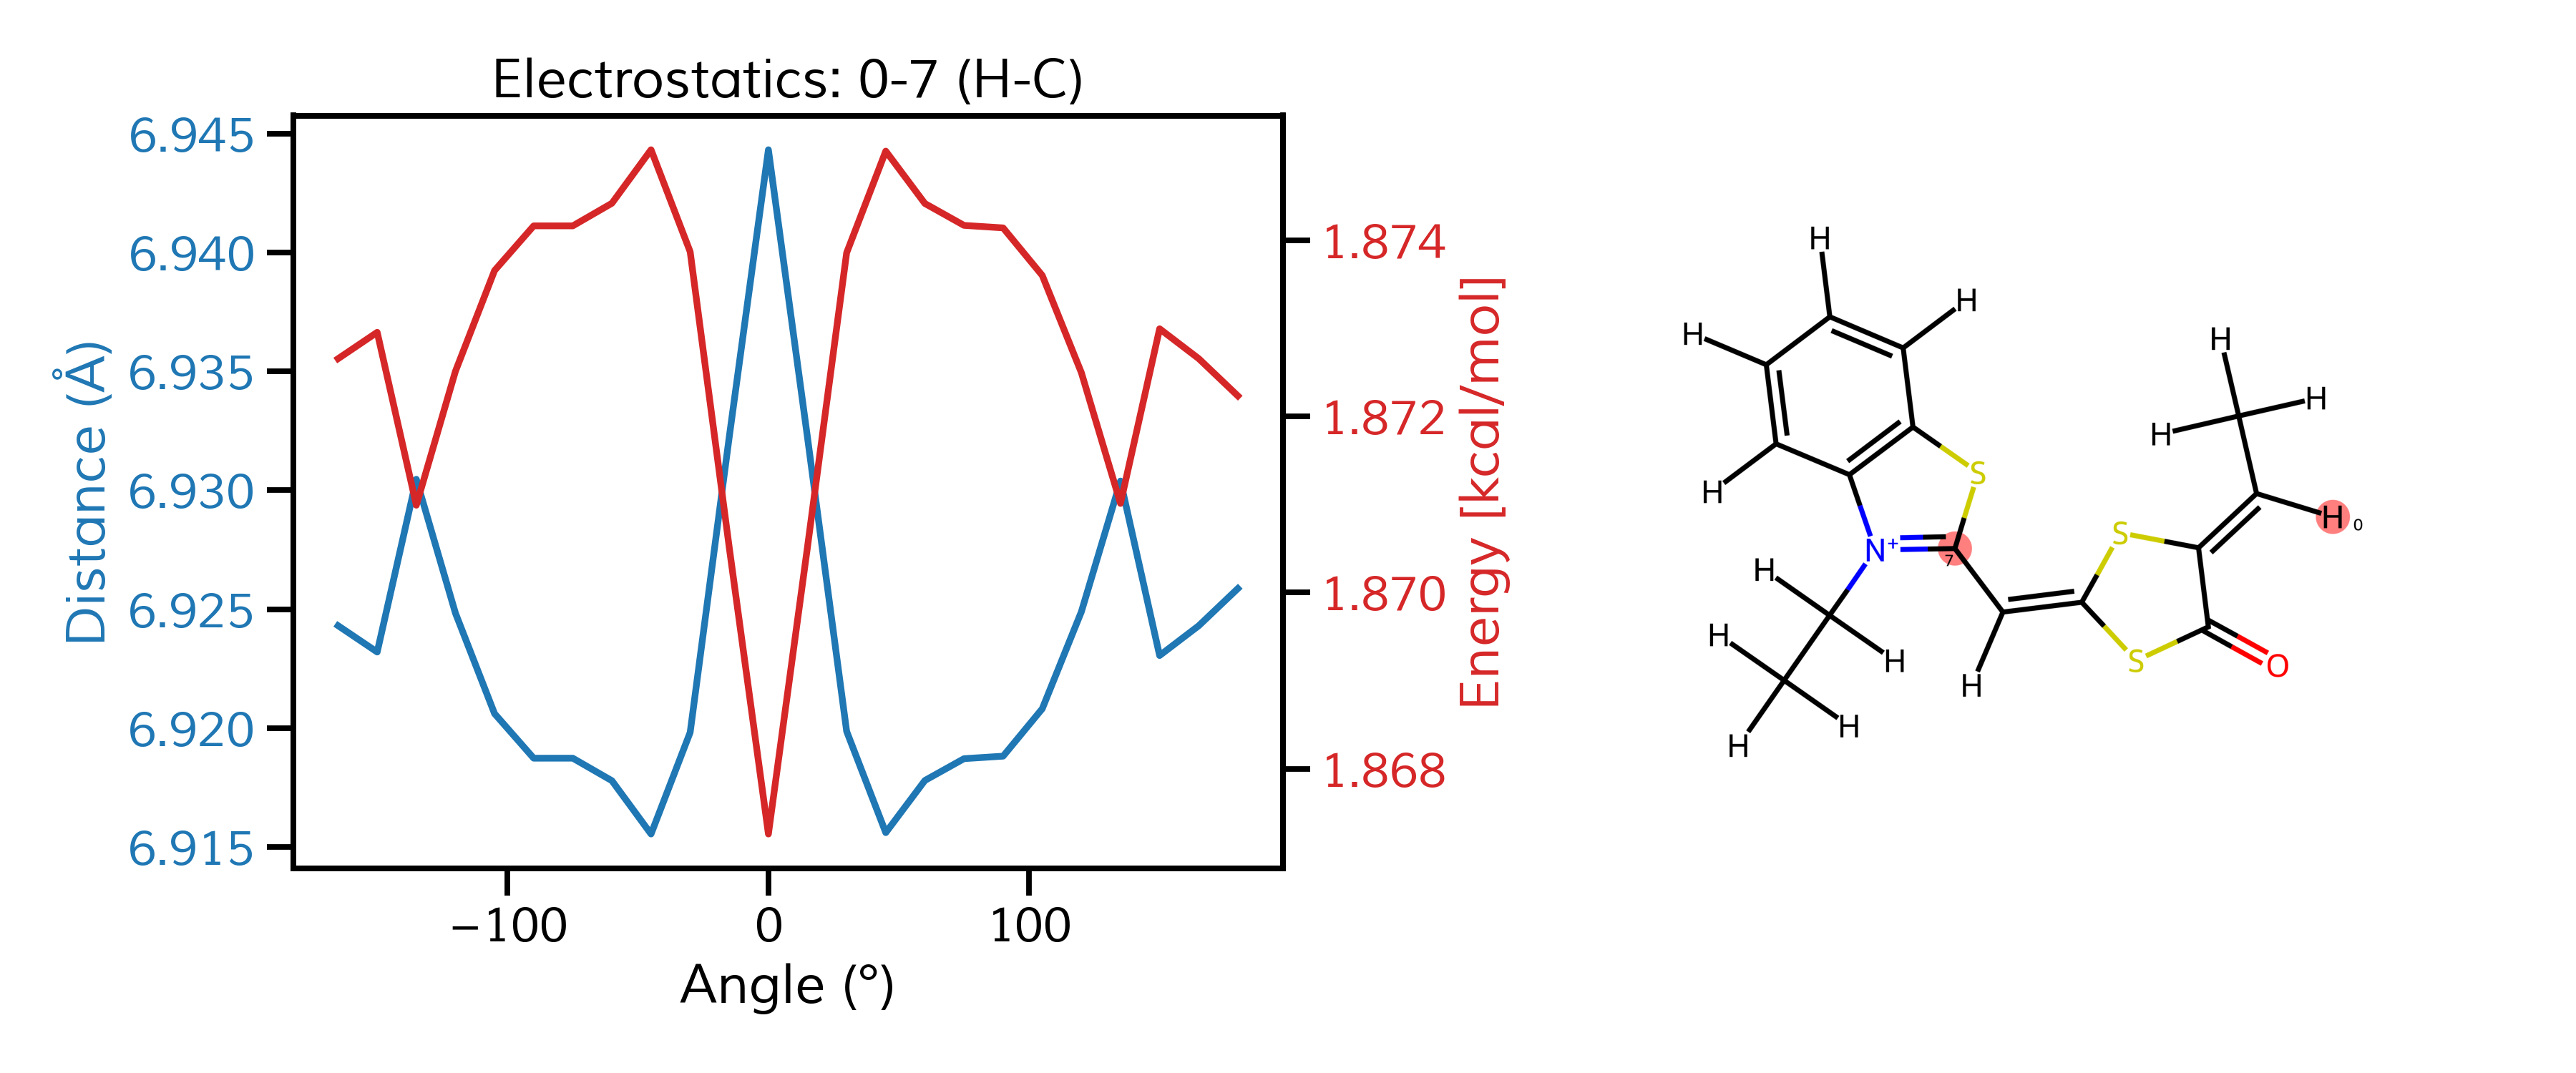 Electrostatics: 0-7 (H-C)
6.945
6.940
6.935
6.930
6.925
6.920
6.915
Distance (Å)
1.874
1.872
1.870
1.868
Energy [kcal/mol]
−100
0
100
Angle (°)
H
H
H
H
H
H
H
S
H
S
H 0
N⁺
7
H
H
H
S
O
H
H
H